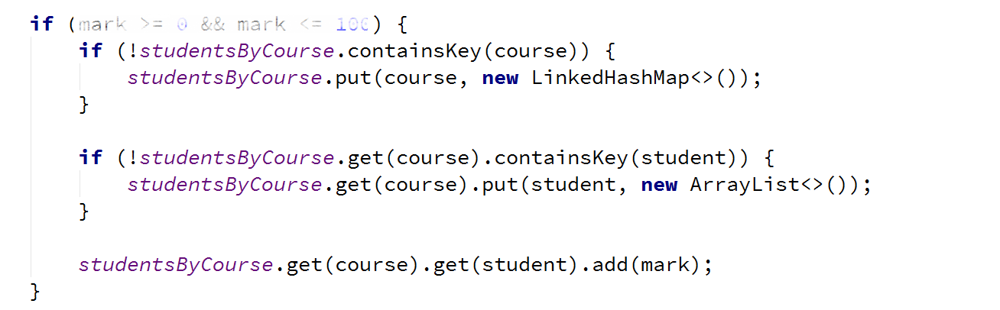 if (mark >= 0 && mark <= 100) {
    if (!studentsByCourse.containsKey(course)) {
        studentsByCourse.put(course, new LinkedHashMap<>());
    }

    if (!studentsByCourse.get(course).containsKey(student)) {
        studentsByCourse.get(course).put(student, new ArrayList<>());
    }

    studentsByCourse.get(course).get(student).add(mark);
}